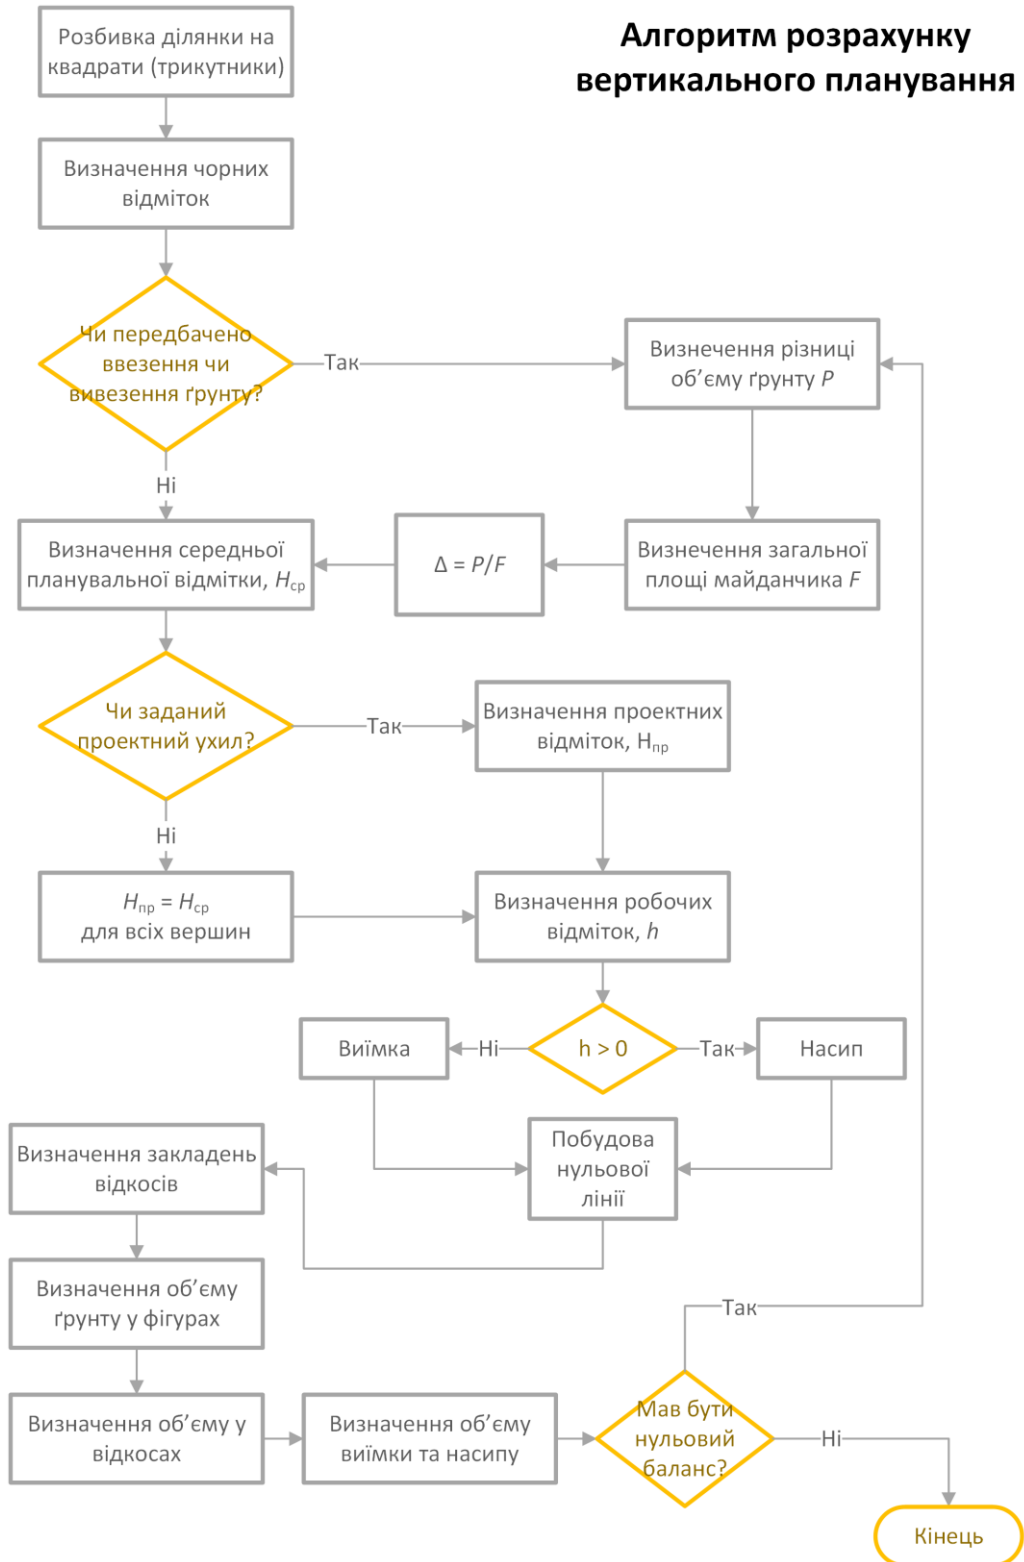 Алгоритм розрахунку
вертикального планування
Розбивка ділянки на
квадрати (трикутники)
Визначення чорних
відміток
Чи передбачено
ввезення чи
вивезення ґрунту?
Так
Визнечення різниці
об’єму ґрунту P
Ні
Визначення середньої
планувальної відмітки, Hср
Δ = P/F
Визнечення загальної
площі майданчика F
Чи заданий
проектний ухил?
Так
Визначення проектних
відміток, Hпр
Ні
Hпр = Hср
для всіх вершин
Визначення робочих
відміток, h
Виїмка
Ні
h > 0
Так
Насип
Побудова
нульової
лінії
Визначення закладень
відкосів
Визначення об’єму
ґрунту у фігурах
Визначення об’єму у
відкосах
Визначення об’єму
виїмки та насипу
Мав бути
нульовий
баланс?
Так
Ні
Кінець